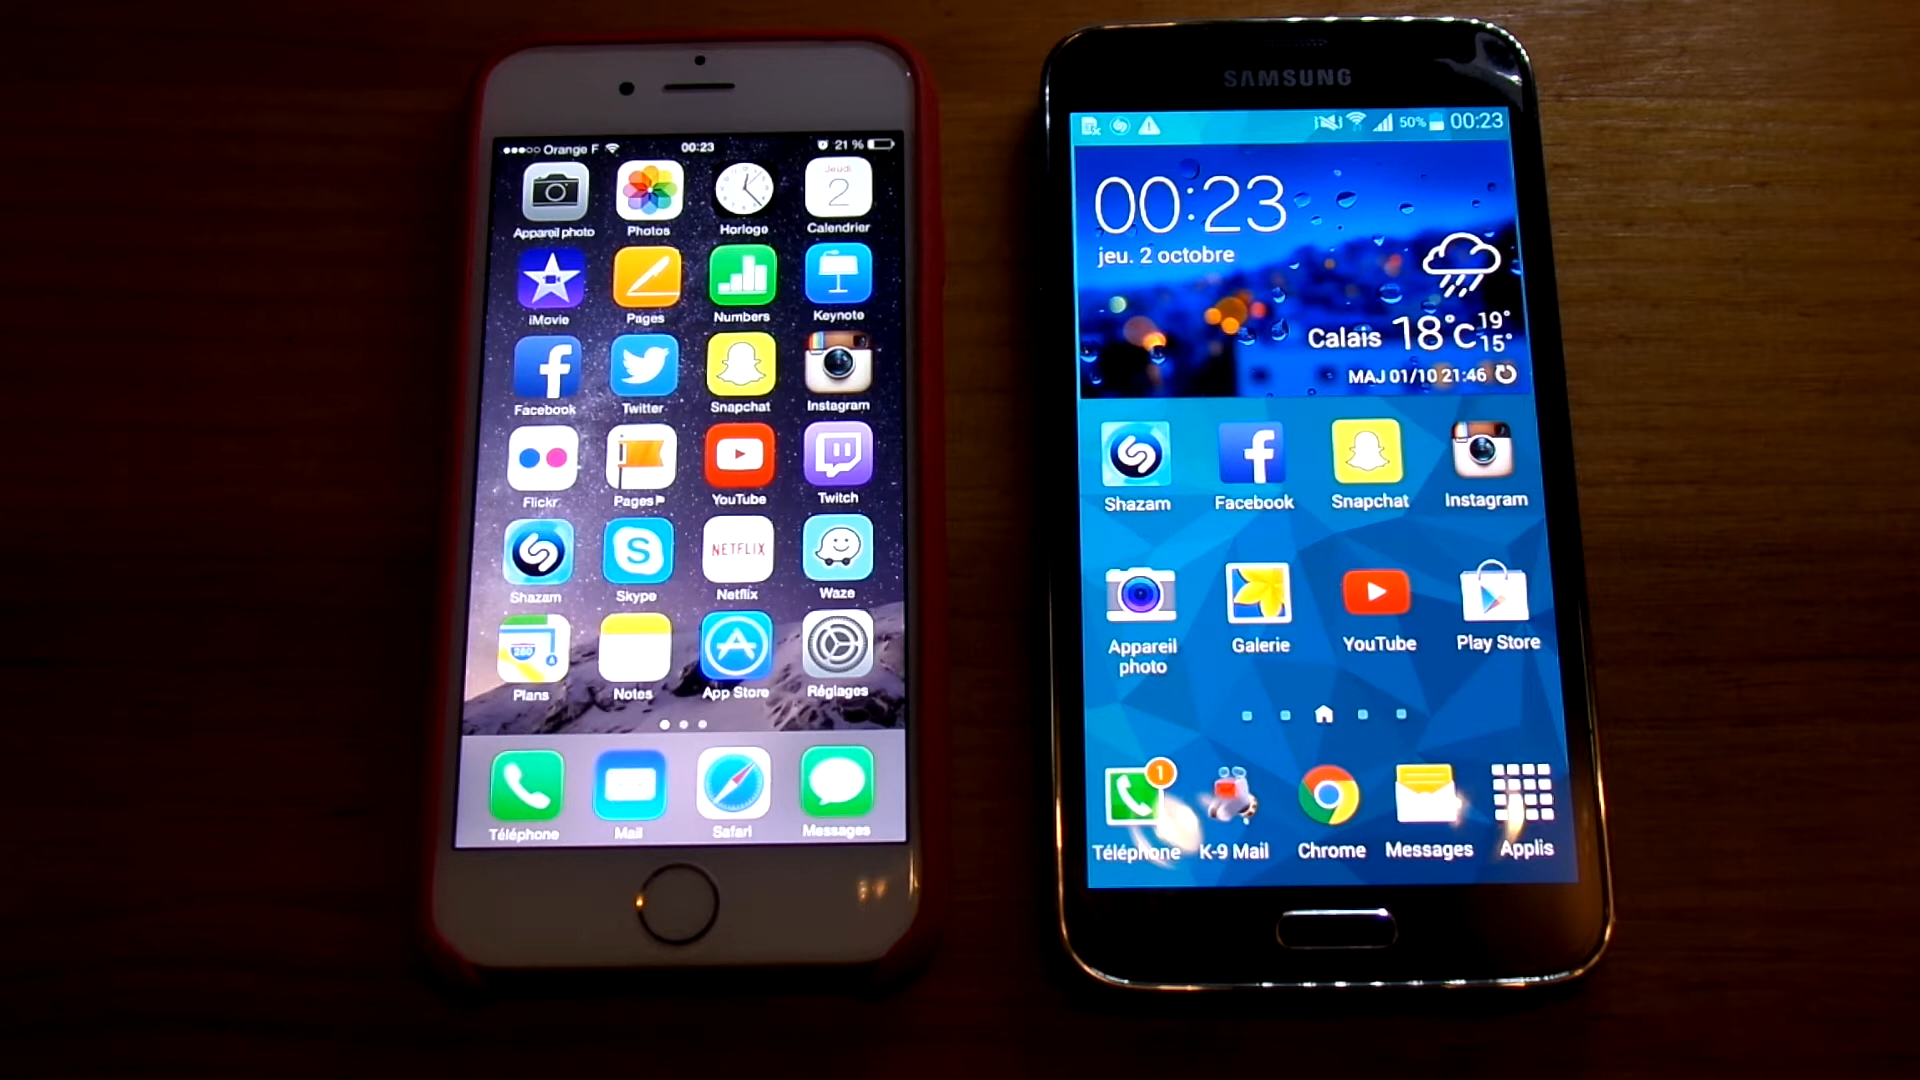 Orange F 00:23 21 %
Jeudi
2
Appareil photo Photos Horloge Calendrier
iMovie Pages Numbers Keynote
Facebook Twitter Snapchat Instagram
Flickr Pages YouTube Twitch
NETFLIX
Shazam Skype Netflix Waze
280
Plans Notes App Store Réglages
Téléphone Mail Safari Messages
SAMSUNG
50% 00:23
00:23
jeu. 2 octobre
Calais 18°C 19° 15°
MAJ 01/10 21:46
Shazam Facebook Snapchat Instagram
Appareil photo Galerie YouTube Play Store
1
Téléphone K-9 Mail Chrome Messages Applis